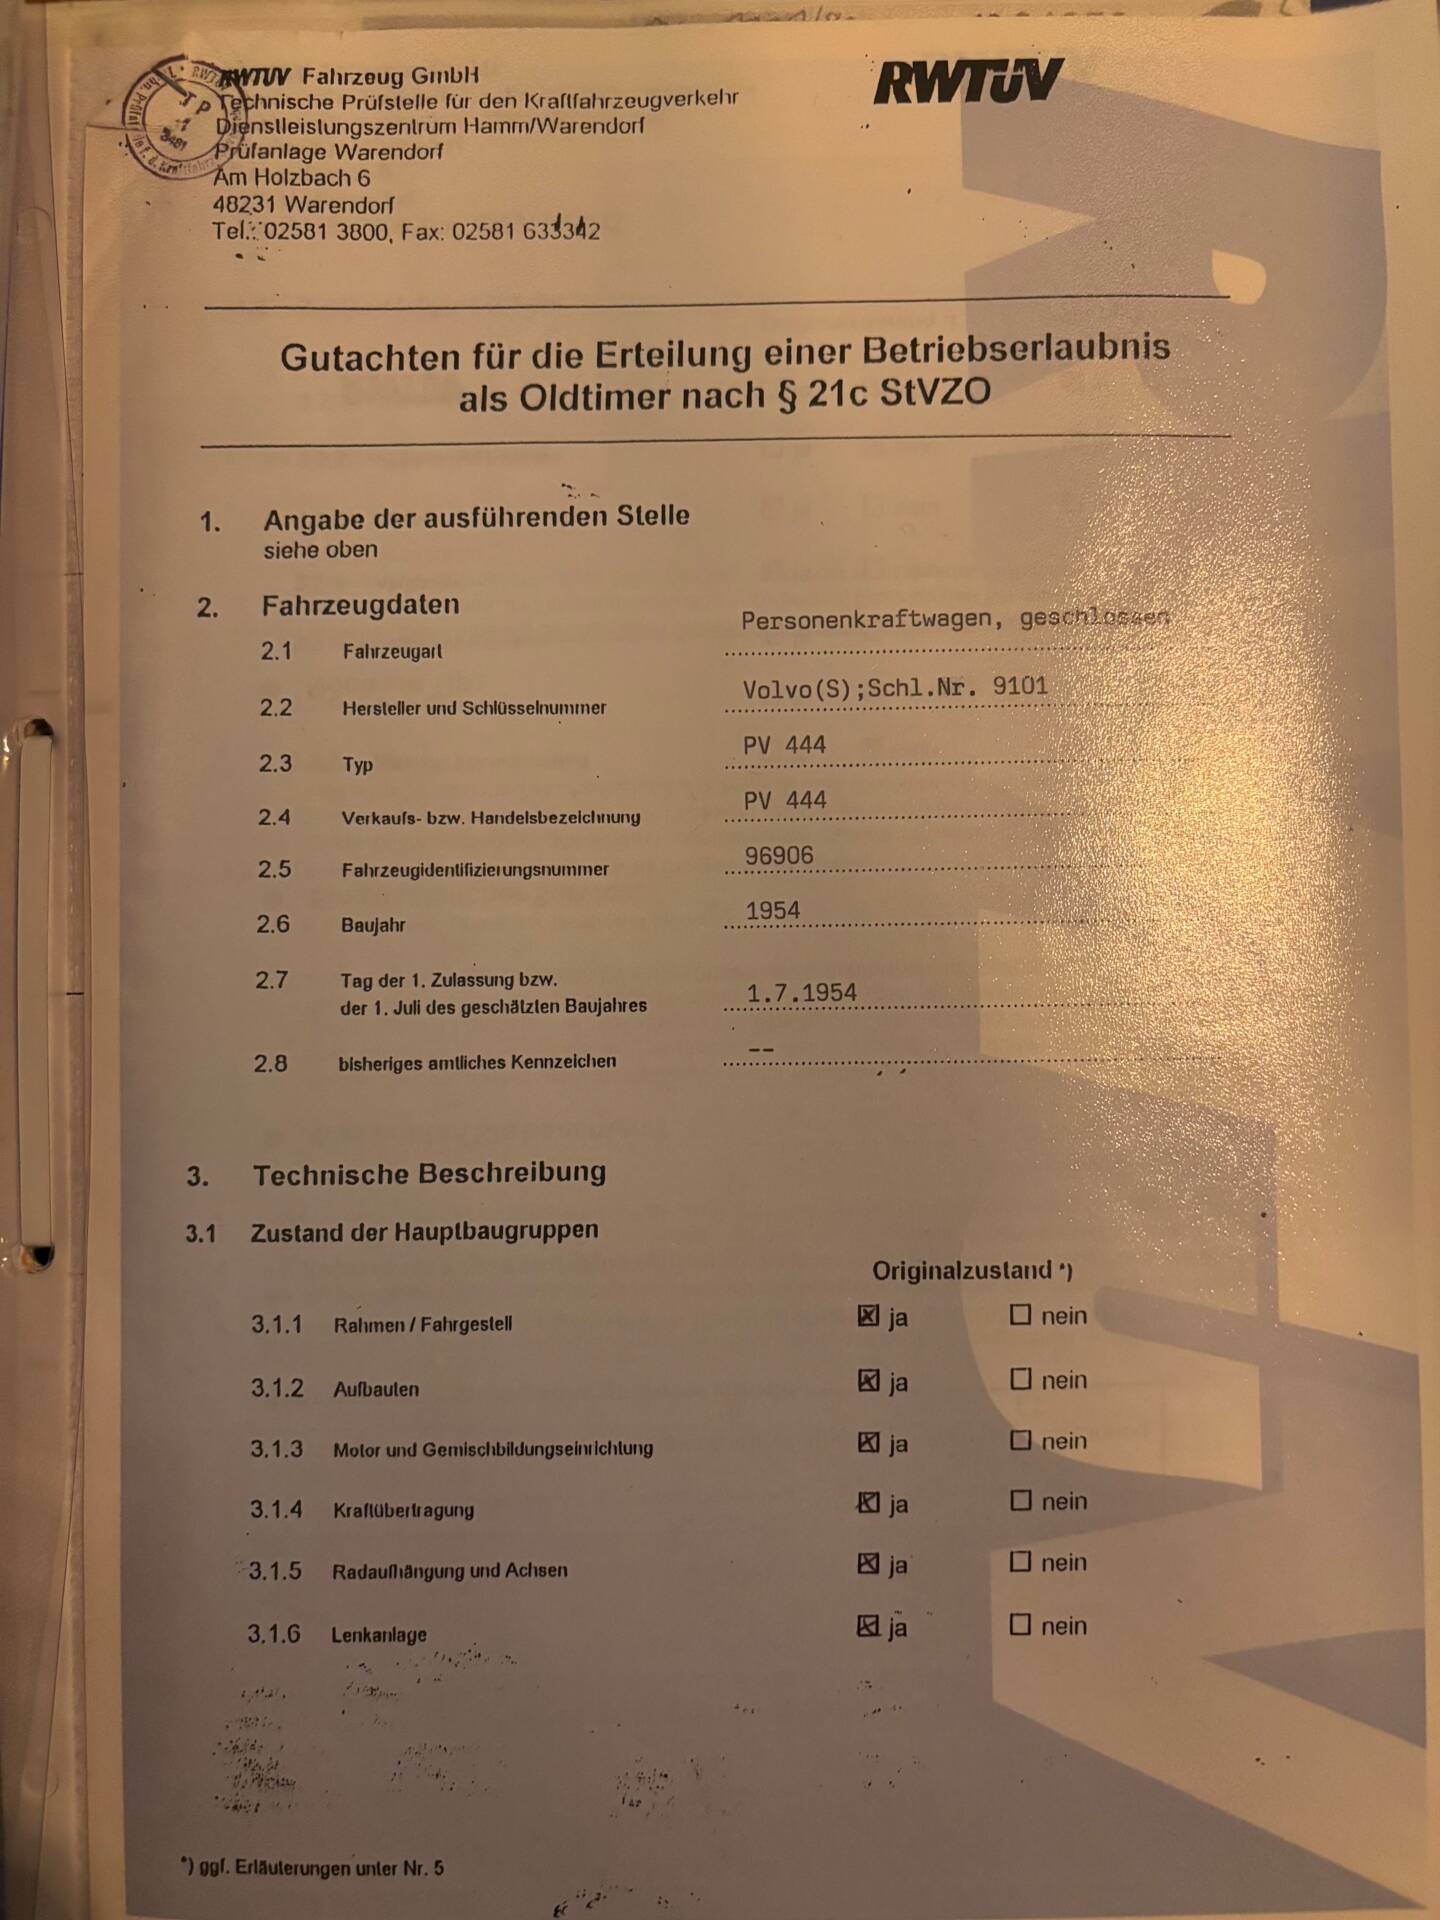 RWTÜV Fahrzeug GmbH
RWTÜV
Technische Prüfstelle für den Kraftfahrzeugverkehr
Dienstleistungszentrum Hamm/Warendorf
Prüfanlage Warendorf
Am Holzbach 6
48231 Warendorf
Tel.: 02581 3800, Fax: 02581 633342
Gutachten für die Erteilung einer Betriebserlaubnis
als Oldtimer nach § 21c StVZO
1. Angabe der ausführenden Stelle
siehe oben
2. Fahrzeugdaten
2.1 Fahrzeugart Personenkraftwagen, geschlossen
2.2 Hersteller und Schlüsselnummer Volvo(S);Schl.Nr. 9101
2.3 Typ PV 444
2.4 Verkaufs- bzw. Handelsbezeichnung PV 444
2.5 Fahrzeugidentifizierungsnummer 96906
2.6 Baujahr 1954
2.7 Tag der 1. Zulassung bzw.
der 1. Juli des geschätzten Baujahres 1.7.1954
2.8 bisheriges amtliches Kennzeichen --
3. Technische Beschreibung
3.1 Zustand der Hauptbaugruppen
Originalzustand *)
3.1.1 Rahmen / Fahrgestell ☒ ja ☐ nein
3.1.2 Aufbauten ☒ ja ☐ nein
3.1.3 Motor und Gemischbildungseinrichtung ☒ ja ☐ nein
3.1.4 Kraftübertragung ☒ ja ☐ nein
3.1.5 Radaufhängung und Achsen ☒ ja ☐ nein
3.1.6 Lenkanlage ☒ ja ☐ nein
*) ggf. Erläuterungen unter Nr. 5